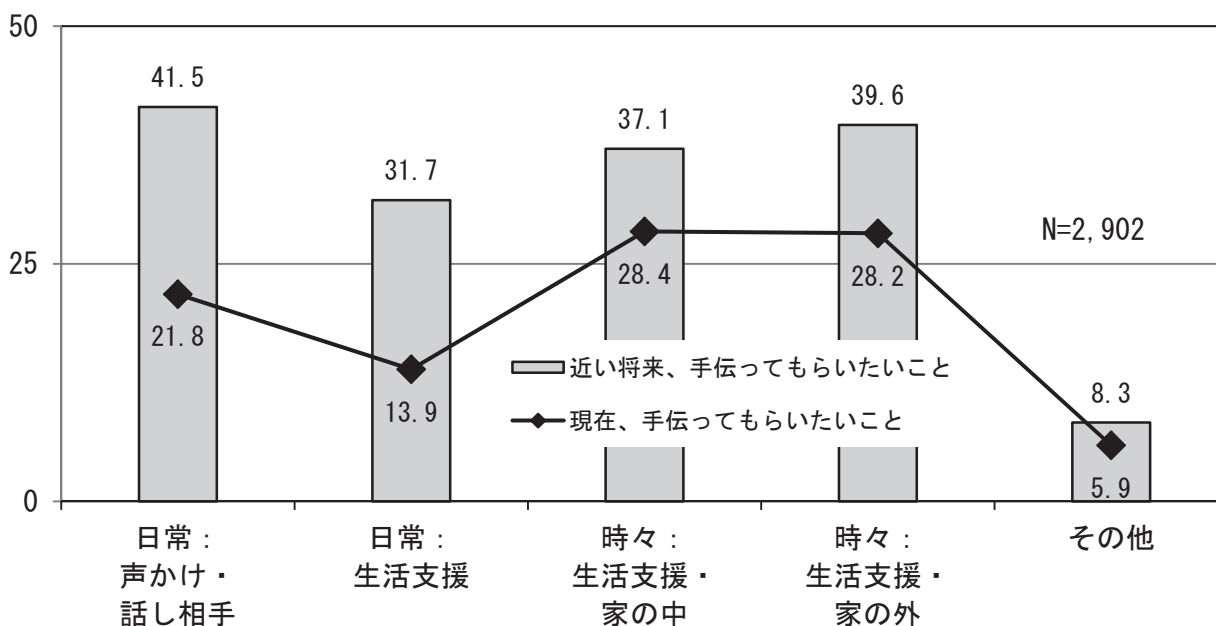 50
41.5
39.6
37.1
31.7
N=2,902
25
28.4
28.2
21.8
近い将来、手伝ってもらいたいこと
8.3
13.9
現在、手伝ってもらいたいこと
5.9
0
日常：
声かけ・
話し相手
日常：
生活支援
時々：
生活支援・
家の中
時々：
生活支援・
家の外
その他